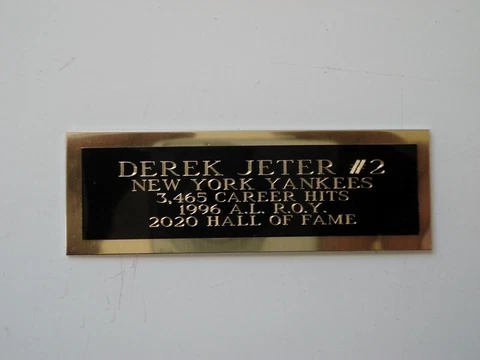 DEREK JETER #2
NEW YORK YANKEES
3,465 CAREER HITS
1996 A.L. R.O.Y.
2020 HALL OF FAME